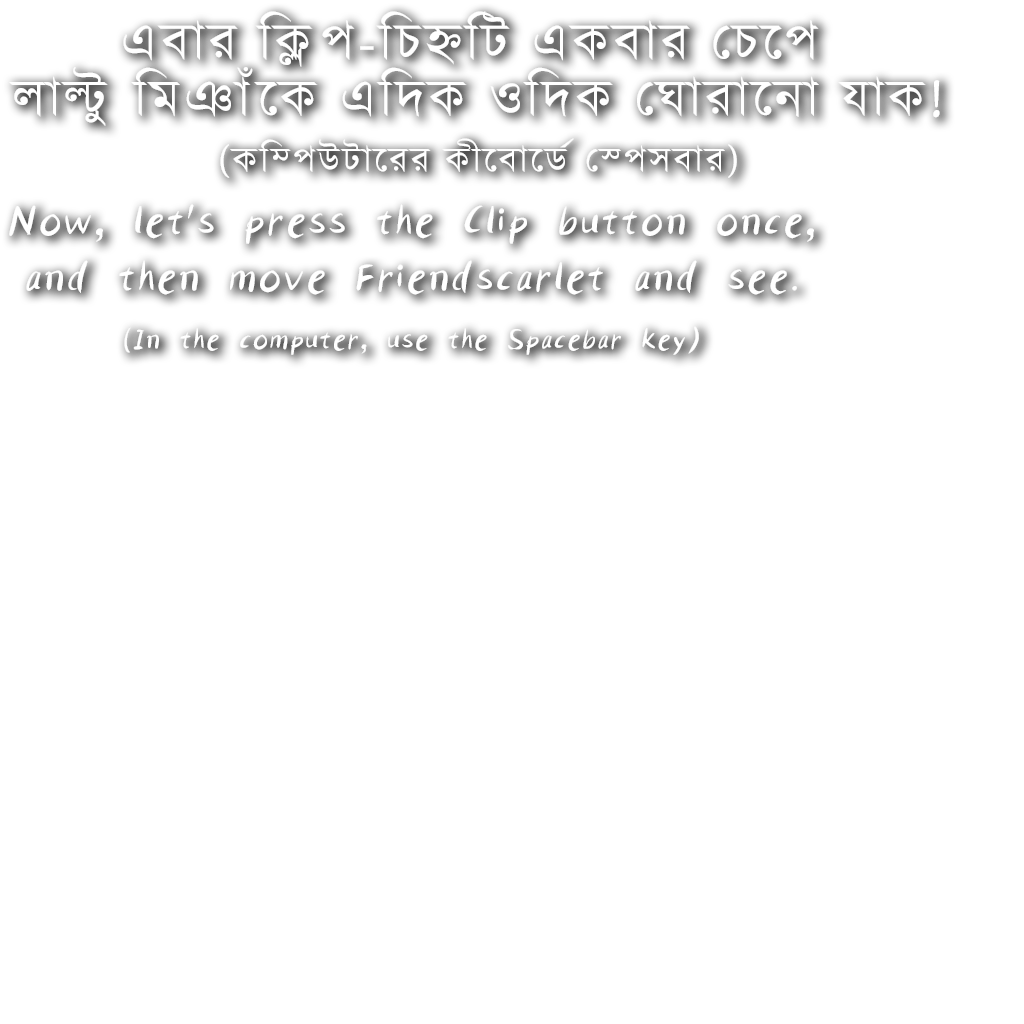 এবার ক্লিপ-চিহ্নটি একবার চেপে
লাল্টু মিঞাঁকে এদিক ওদিক ঘোরানো যাক!
(কম্পিউটারের কীবোর্ডে স্পেসবার)
Now, let's press the Clip button once,
and then move Friendscarlet and see.
(In the computer, use the Spacebar key)